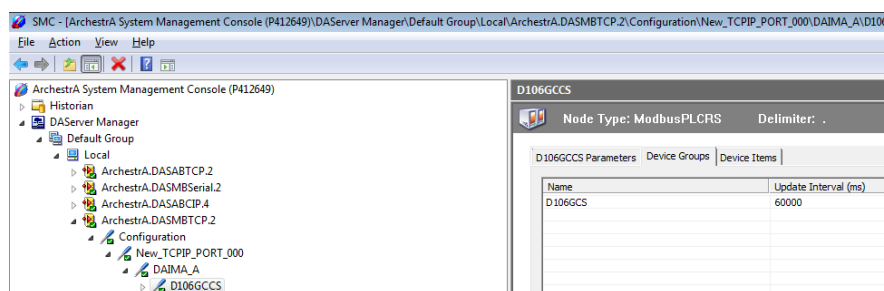 SMC - [ArchestrA System Management Console (P412649)\DAServer Manager\Default Group\Local\ArchestrA.DASMBTCP.2\Configuration\New_TCPIP_PORT_000\DAIMA_A\D106
File Action View Help
ArchestrA System Management Console (P412649)
Historian
DAServer Manager
Default Group
Local
ArchestrA.DASABTCP.2
ArchestrA.DASMBSerial.2
ArchestrA.DASABCIP.4
ArchestrA.DASMBTCP.2
Configuration
New_TCPIP_PORT_000
DAIMA_A
D106GCCS
D106GCCS
Node Type: ModbusPLCRS Delimiter: .
D106GCCS Parameters Device Groups Device Items
Name Update Interval (ms)
D106GCS 60000